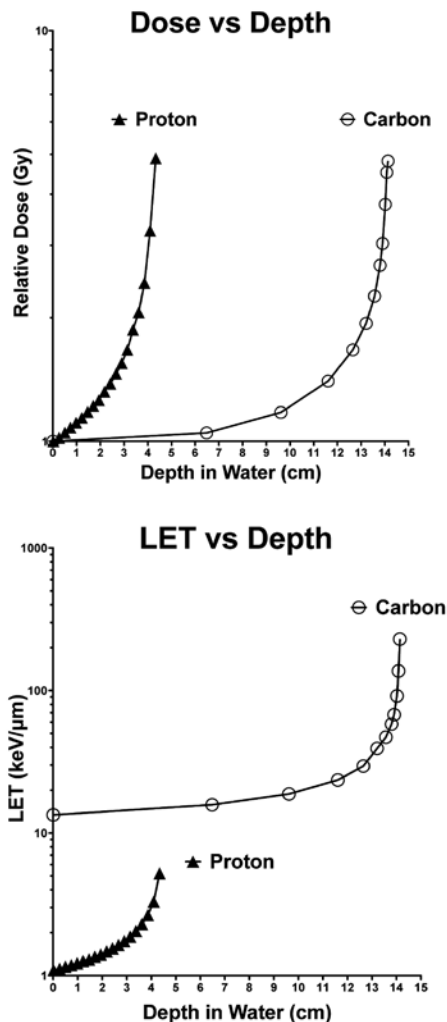 Dose vs Depth
10
Proton
Carbon
Relative Dose (Gy)
1
0 1 2 3 4 5 6 7 8 9 10 11 12 13 14 15
Depth in Water (cm)
LET vs Depth
1000
Carbon
100
LET (keV/µm)
10
Proton
1
0 1 2 3 4 5 6 7 8 9 10 11 12 13 14 15
Depth in Water (cm)